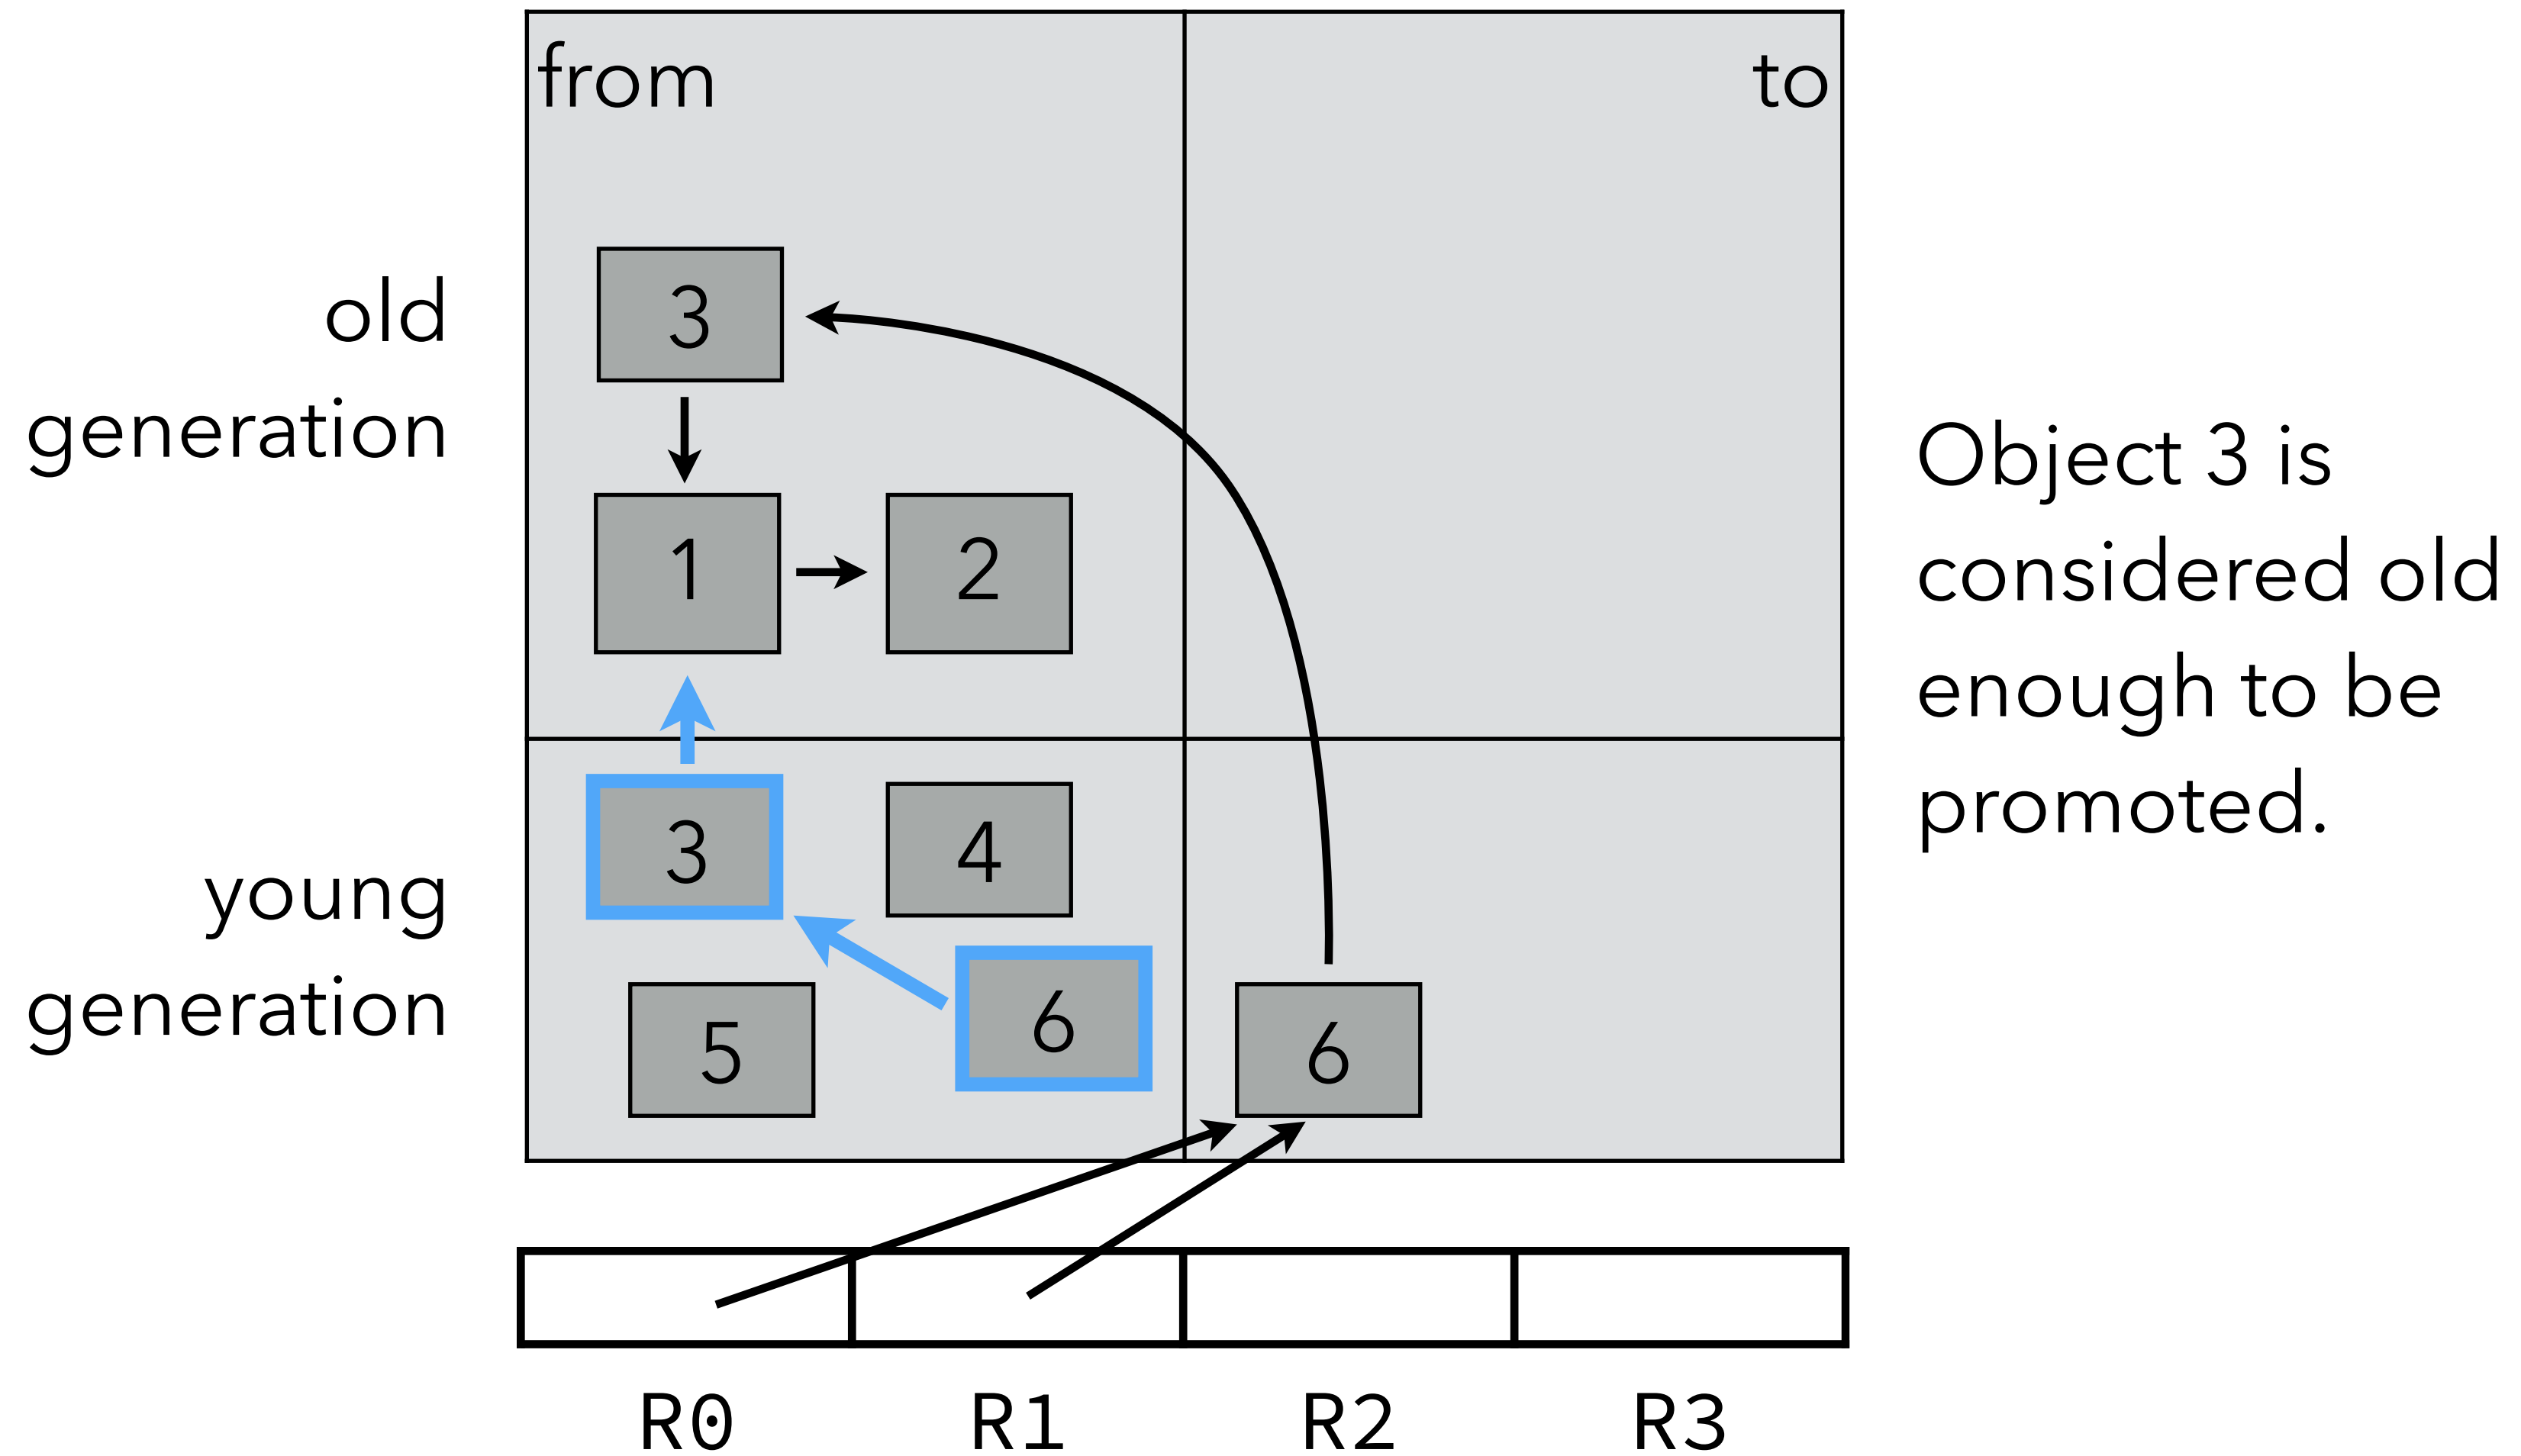 from
to
old
generation
3
1
2
Object 3 is
considered old
enough to be
promoted.
young
generation
3
4
5
6
6
R0
R1
R2
R3